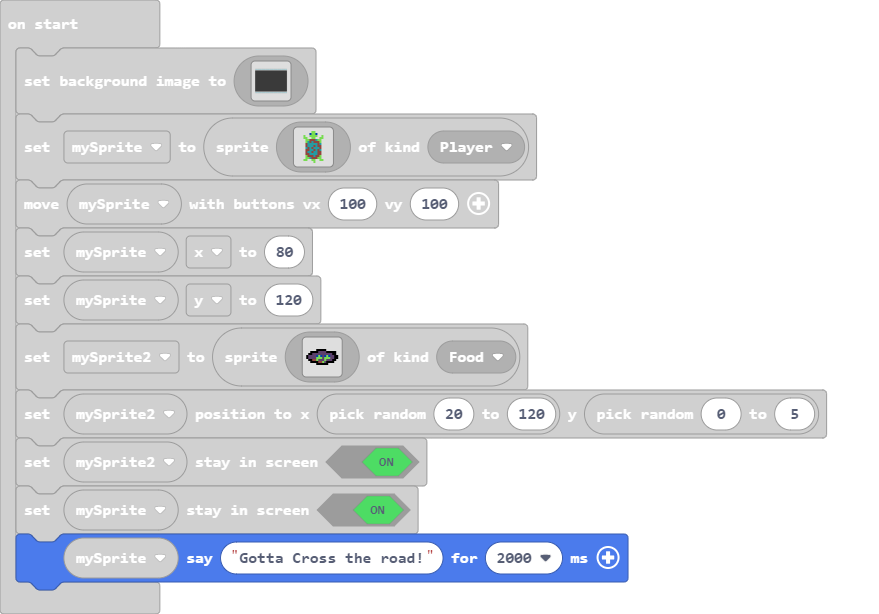 on start
set background image to
set mySprite to sprite of kind Player
move mySprite with buttons vx 100 vy 100
set mySprite x to 80
set mySprite y to 120
set mySprite2 to sprite of kind Food
set mySprite2 position to x pick random 20 to 120 y pick random 0 to 5
set mySprite2 stay in screen ON
set mySprite stay in screen ON
mySprite say "Gotta Cross the road!" for 2000 ms